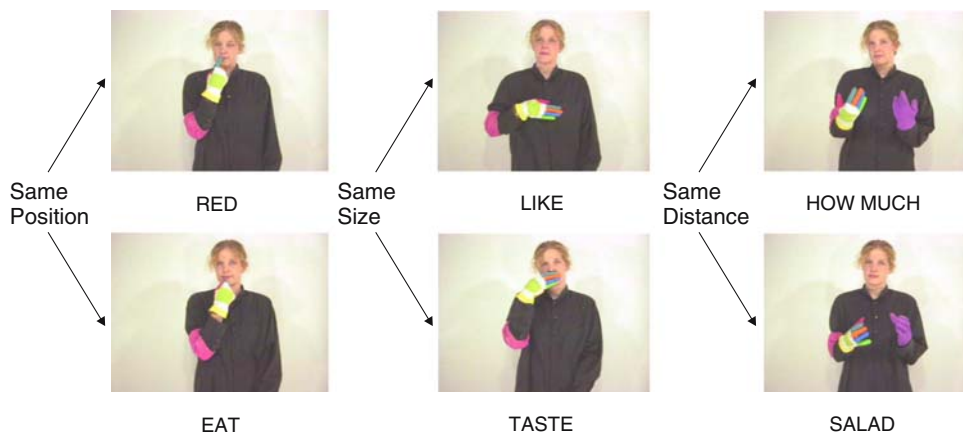 Same
Position
RED
Same
Size
LIKE
Same
Distance
HOW MUCH
EAT
TASTE
SALAD